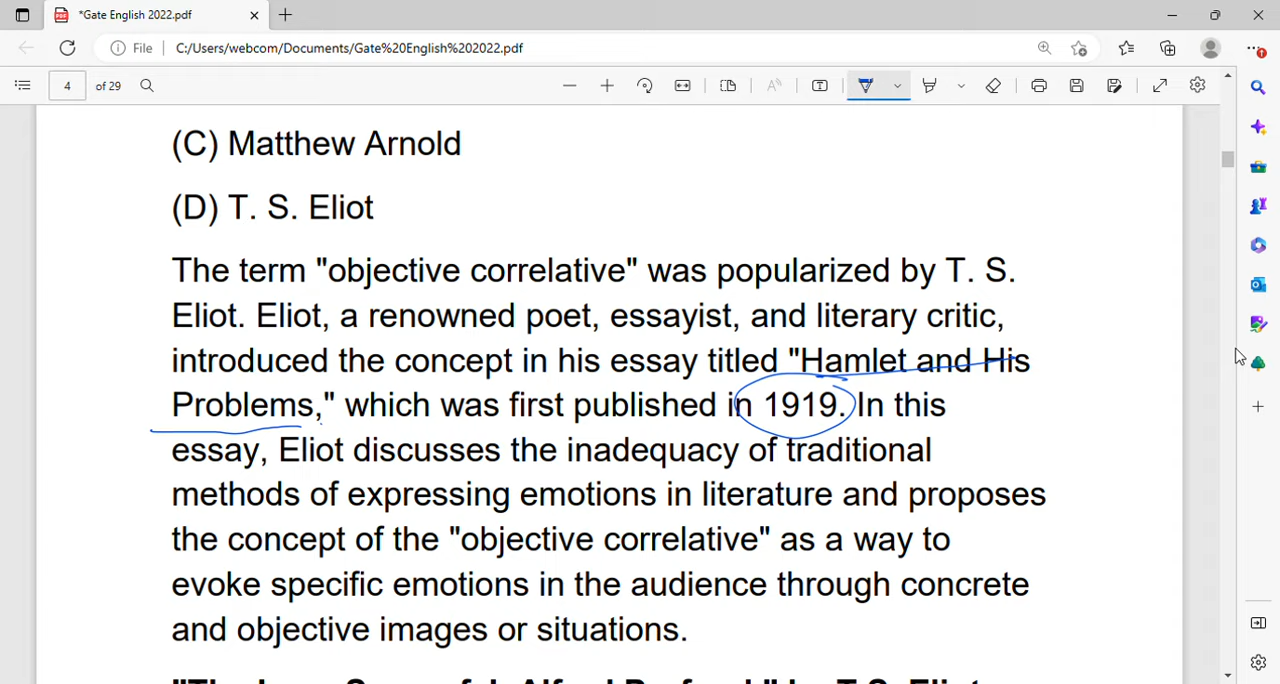 *Gate English 2022.pdf
File C:/Users/webcom/Documents/Gate%20English%202022.pdf
4 of 29
(C) Matthew Arnold
(D) T. S. Eliot
The term "objective correlative" was popularized by T. S.
Eliot. Eliot, a renowned poet, essayist, and literary critic,
introduced the concept in his essay titled "Hamlet and His
Problems," which was first published in 1919. In this
essay, Eliot discusses the inadequacy of traditional
methods of expressing emotions in literature and proposes
the concept of the "objective correlative" as a way to
evoke specific emotions in the audience through concrete
and objective images or situations.